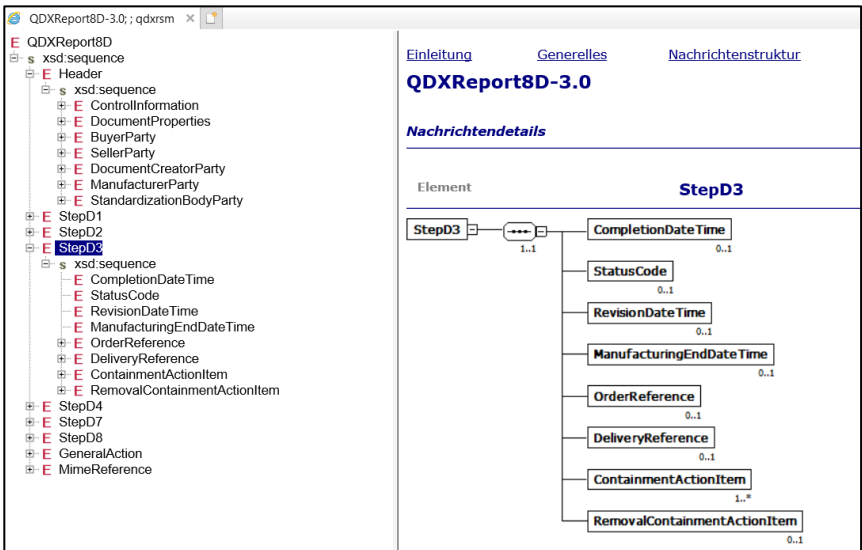 QDXReport8D-3.0; ; qdxrsm
E QDXReport8D
s xsd:sequence
E Header
s xsd:sequence
E ControlInformation
E DocumentProperties
E BuyerParty
E SellerParty
E DocumentCreatorParty
E ManufacturerParty
E StandardizationBodyParty
E StepD1
E StepD2
E StepD3
s xsd:sequence
E CompletionDateTime
E StatusCode
E RevisionDateTime
E ManufacturingEndDateTime
E OrderReference
E DeliveryReference
E ContainmentActionItem
E RemovalContainmentActionItem
E StepD4
E StepD7
E StepD8
E GeneralAction
E MimeReference
Einleitung Generelles Nachrichtenstruktur
QDXReport8D-3.0
Nachrichtendetails
Element StepD3
StepD3 CompletionDateTime
1..1 0..1
StatusCode
0..1
RevisionDateTime
0..1
ManufacturingEndDateTime
0..1
OrderReference
0..1
DeliveryReference
0..1
ContainmentActionItem
1..*
RemovalContainmentActionItem
0..1